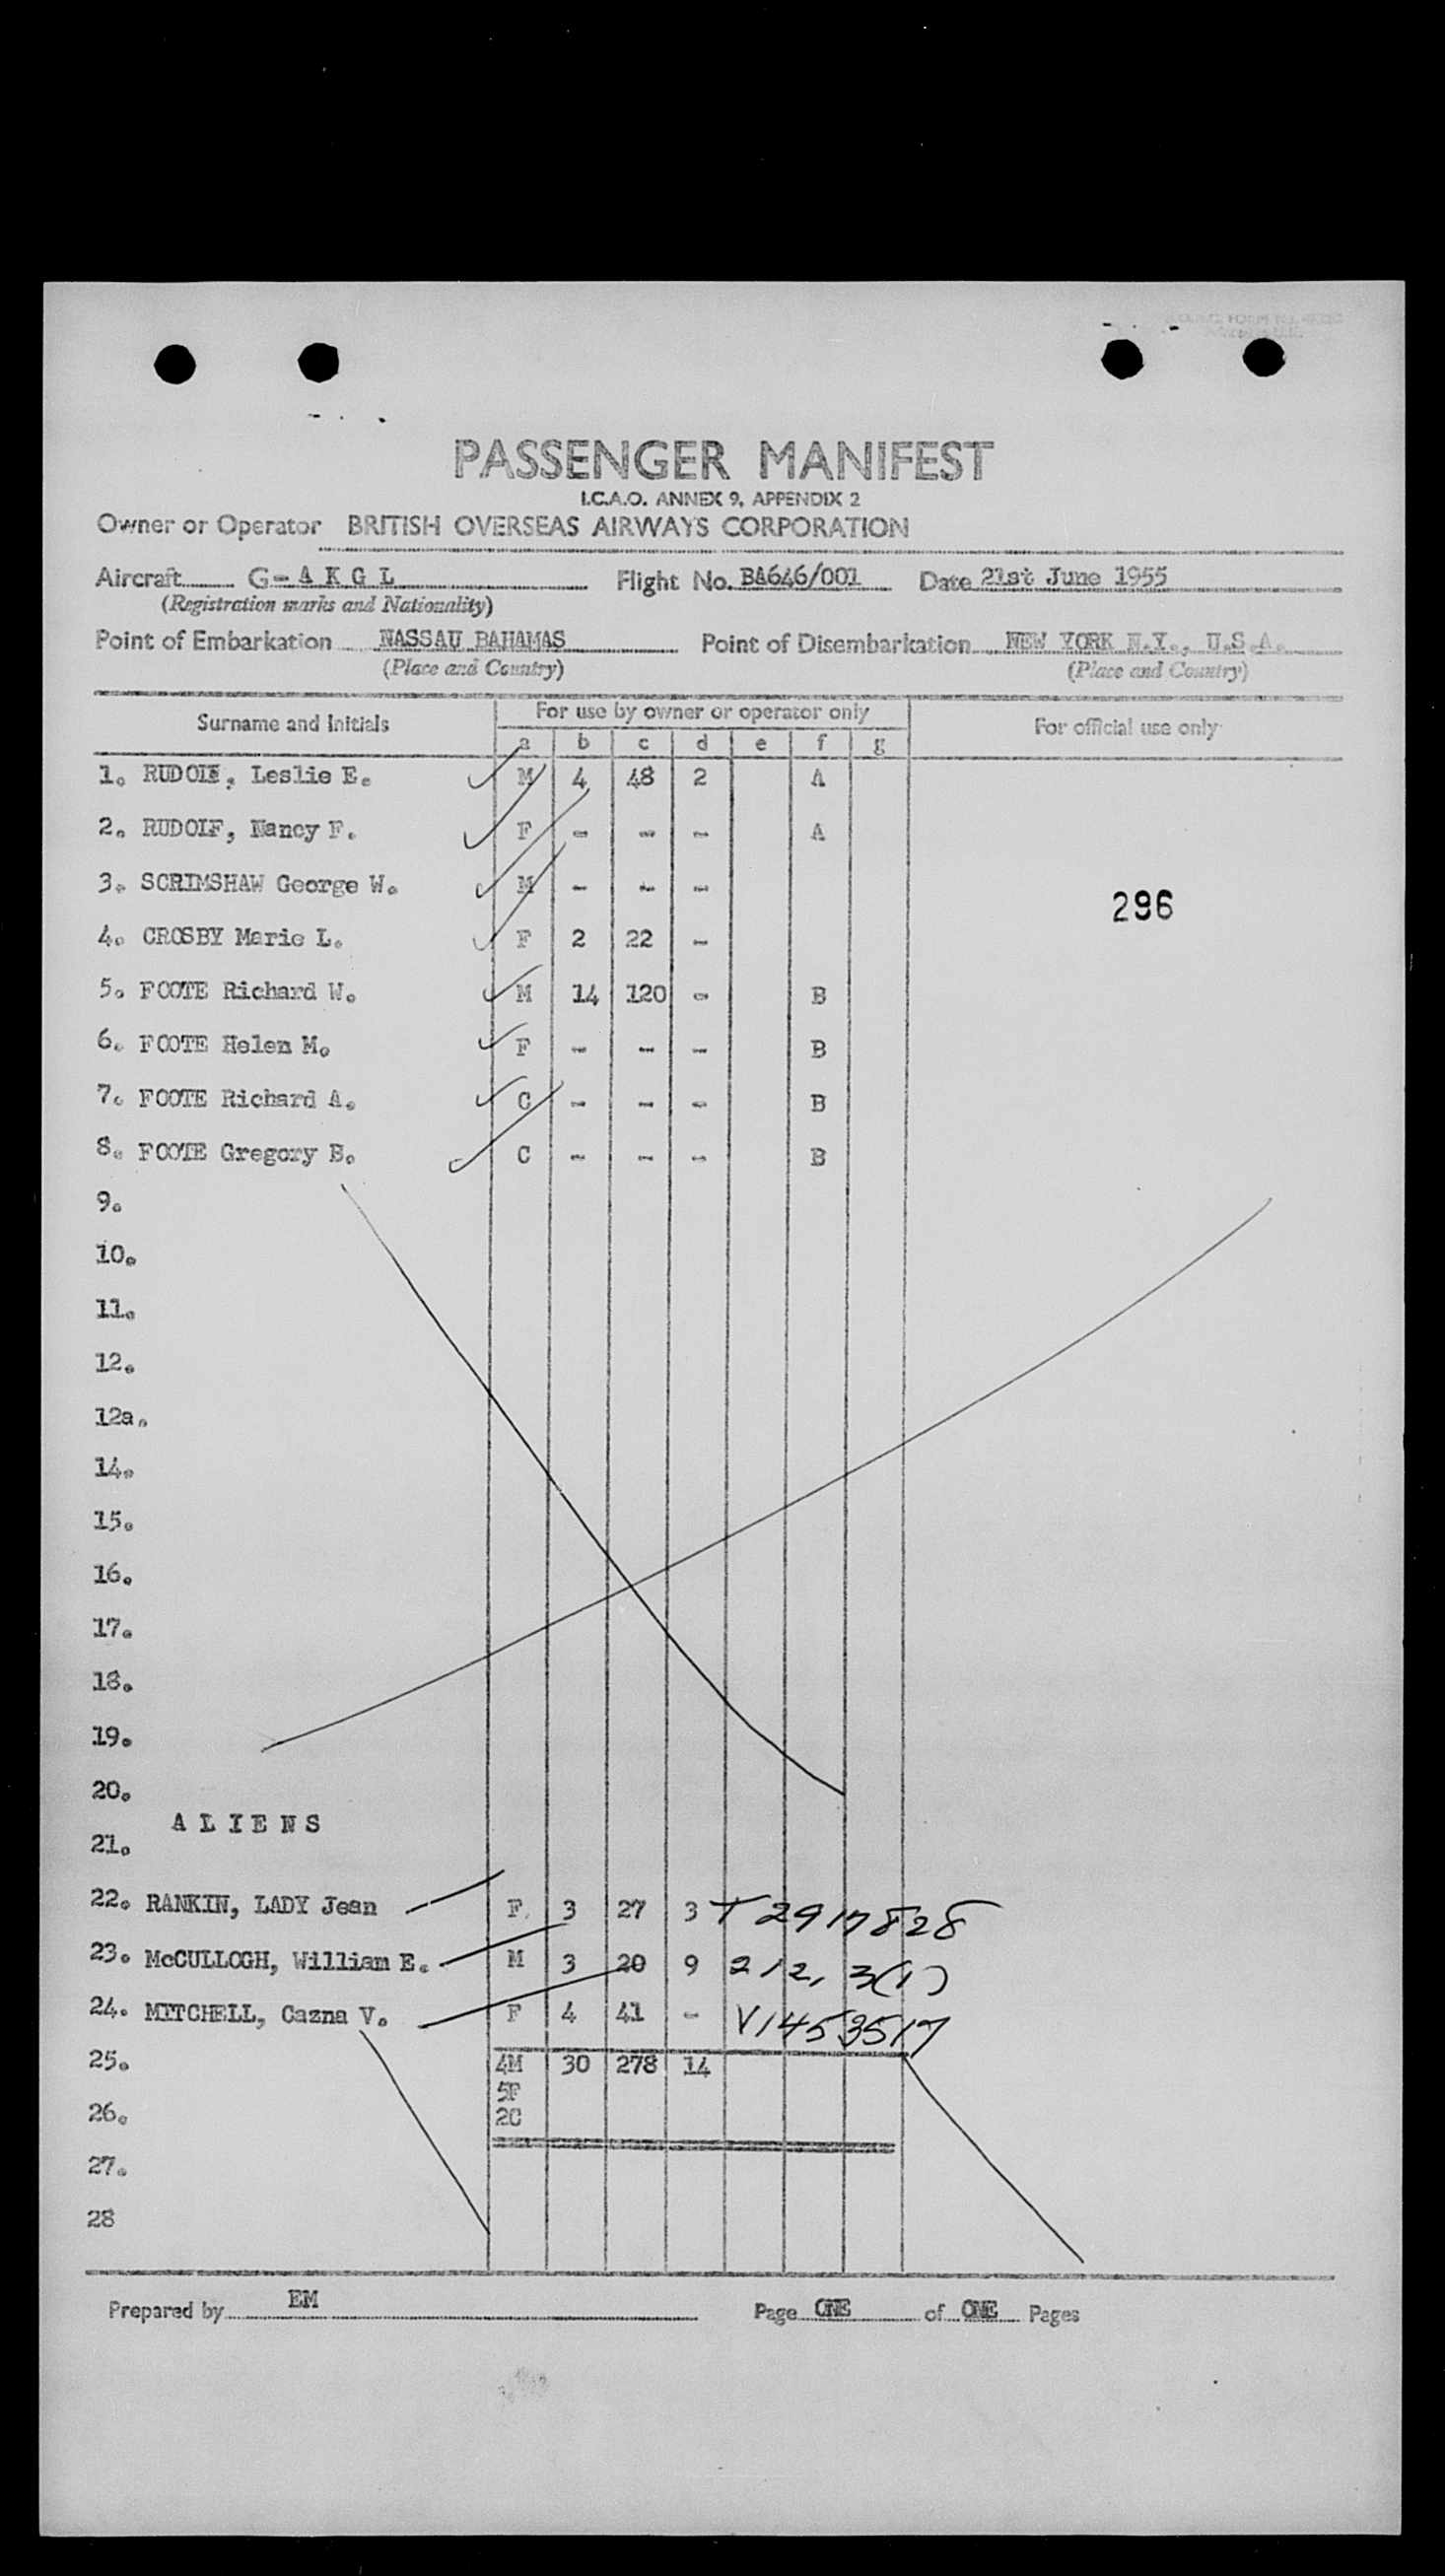 PASSENGER MANIFEST
I.C.A.O. ANNEX 9, APPENDIX 2
Owner or Operator BRITISH OVERSEAS AIRWAYS CORPORATION
Aircraft G-A K G L Flight No. BA646/001 Date 21st June 1955
(Registration marks and Nationality)
Point of Embarkation NASSAU BAHAMAS Point of Disembarkation NEW YORK N.Y., U.S.A.
(Place and Country) (Place and Country)
Surname and Initials For use by owner or operator only For official use only
a b c d e f g
1. RUDOLF, Leslie E. M 4 48 2 A
2. RUDOLF, Nancy F. F - - - A
3. SCRIMSHAW George W. M - - -
296
4. CROSBY Marie L. F 2 22 -
5. FOOTE Richard W. M 14 120 - B
6. FOOTE Helen M. F - - - B
7. FOOTE Richard A. C - - - B
8. FOOTE Gregory B. C - - - B
9.
10.
11.
12.
12a.
14.
15.
16.
17.
18.
19.
20.
A L I E N S
21.
22. RANKIN, LADY Jean F. 3 27 3 T 2917828
23. McCULLOGH, William E. M 3 20 9 212, 3(1)
24. MITCHELL, Cazna V. F 4 41 - V1453517
25. 4M 30 278 14
5F
26. 2C
27.
28
Prepared by EM Page ONE of ONE Pages